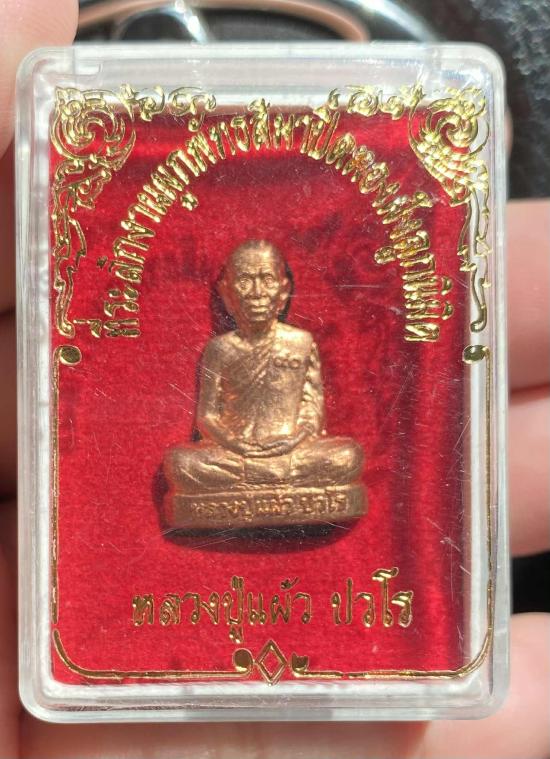 ที่ระลึกงานผูกพัทธสีมาปิดทองฝังลูกนิมิต
๘๐
หลวงปู่แผ้ว ปวโร
หลวงปู่แผ้ว ปวโร